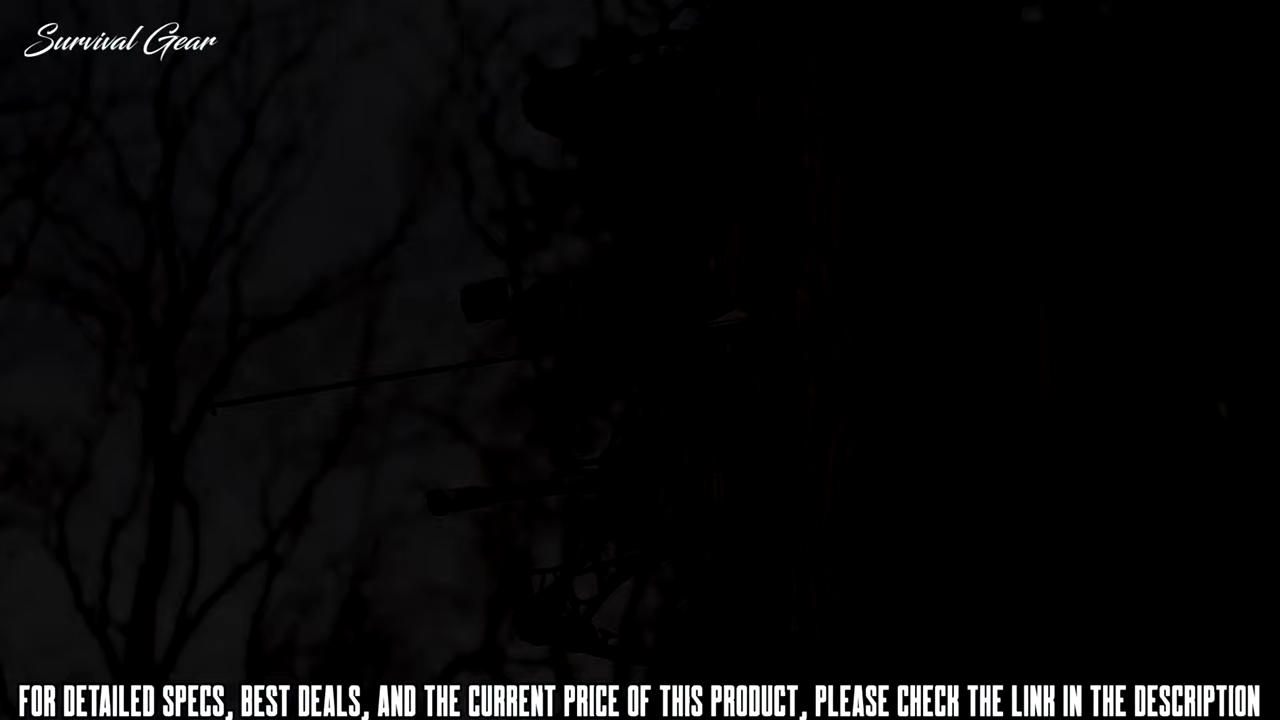 Survival Gear
FOR DETAILED SPECS, BEST DEALS, AND THE CURRENT PRICE OF THIS PRODUCT, PLEASE CHECK THE LINK IN THE DESCRIPTION